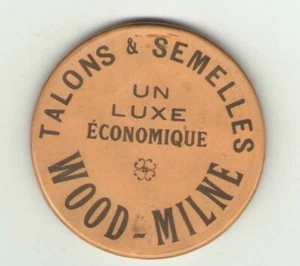 TALONS & SEMELLES
UN
LUXE
ÉCONOMIQUE
WOOD-MILNE